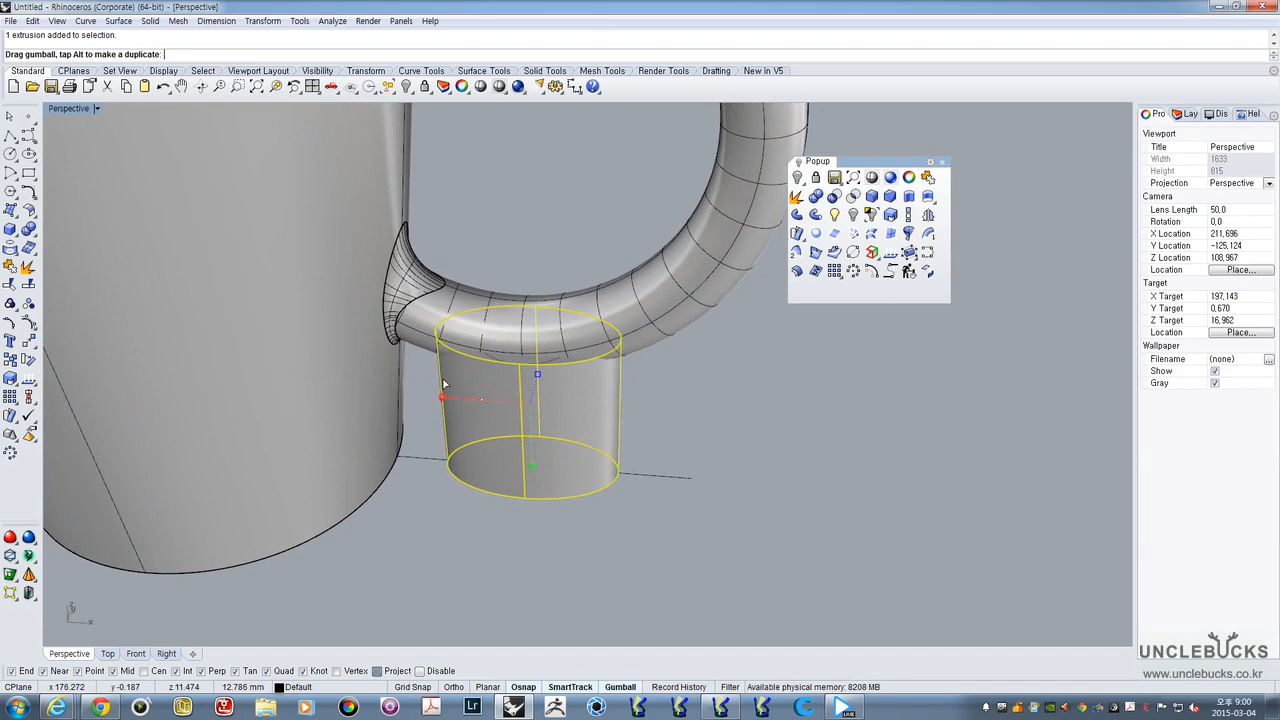 Untitled - Rhinoceros (Corporate) (64-bit) - [Perspective]
File Edit View Curve Surface Solid Mesh Dimension Transform Tools Analyze Render Panels Help
1 extrusion added to selection.
Drag gumball, tap Alt to make a duplicate:
Standard CPlanes Set View Display Select Viewport Layout Visibility Transform Curve Tools Surface Tools Solid Tools Mesh Tools Render Tools Drafting New in V5
Perspective
Popup
Pro Lay Dis Hel
Viewport
Title Perspective
Width 1633
Height 815
Projection Perspective
Camera
Lens Length 50,0
Rotation 0,0
X Location 211,696
Y Location -125,124
Z Location 108,967
Location Place...
Target
X Target 197,143
Y Target 0,670
Z Target 16,962
Location Place...
Wallpaper
Filename (none) ...
Show
Gray
x
UNCLEBUCKS
www.unclebucks.co.kr
Perspective Top Front Right
End Near Point Mid Cen Int Perp Tan Quad Knot Vertex Project Disable
CPlane x 176.272 y -0.187 z 11.474 12.786 mm Default Grid Snap Ortho Planar Osnap SmartTrack Gumball Record History Filter Available physical memory: 8208 MB
Lr LIVE
오후 9:00
2015-03-04